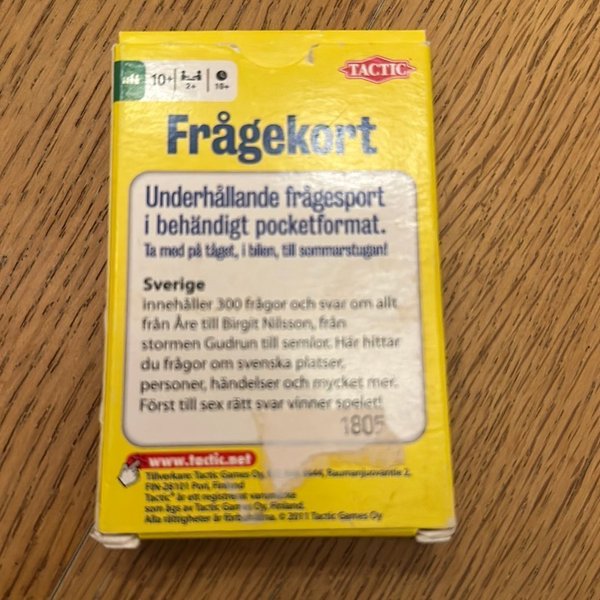 10+
2+
10+
TACTIC
Frågekort
Underhållande frågesport
i behändigt pocketformat.
Ta med på tåget, i bilen, till sommarstugan!
Sverige
Innehåller 300 frågor och svar om allt
från Åre till Birgit Nilsson, från
stormen Gudrun till semlor. Här hittar
du frågor om svenska platser,
personer, händelser och mycket mer.
Först till sex rätt svar vinner spelet!
1805
www.tactic.net
Tillverkare: Tactic Games Oy, Raumanjuovantie 2,
FIN-28101 Pori, Finland
Tactic® är ett registrerat varumärke
som ägs av Tactic Games Oy, Finland.
Alla rättigheter är förbehållna. © 2011 Tactic Games Oy